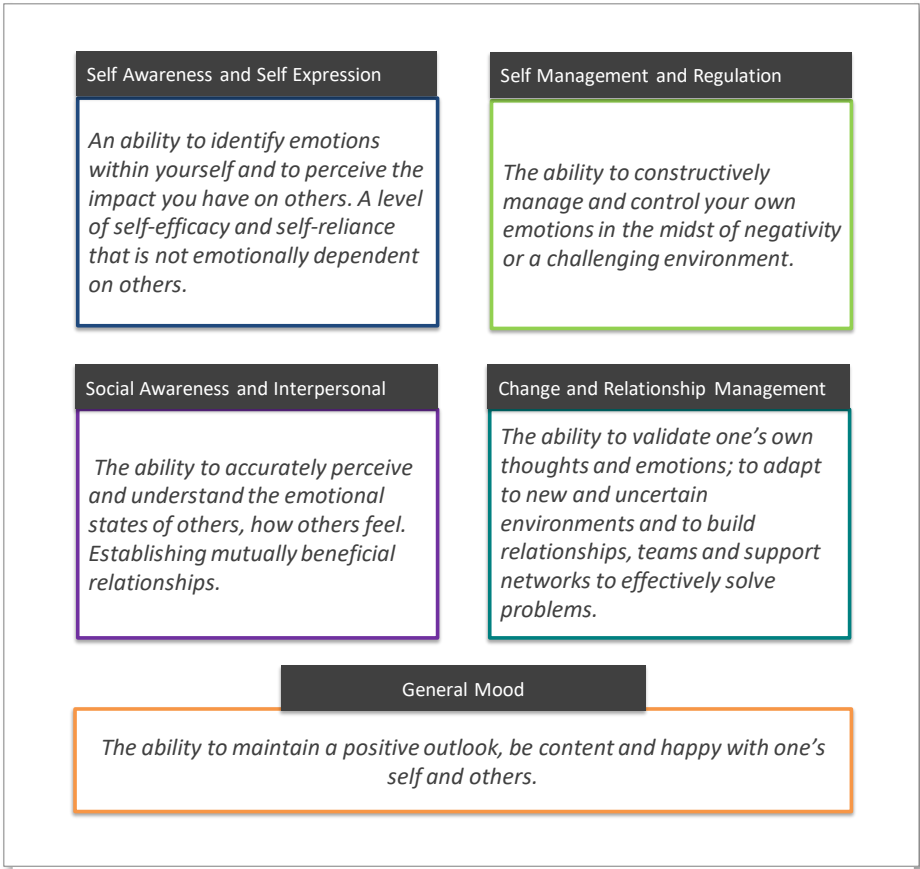 Self Awareness and Self Expression
An ability to identify emotions
within yourself and to perceive the
impact you have on others. A level
of self-efficacy and self-reliance
that is not emotionally dependent
on others.
Self Management and Regulation
The ability to constructively
manage and control your own
emotions in the midst of negativity
or a challenging environment.
Social Awareness and Interpersonal
The ability to accurately perceive
and understand the emotional
states of others, how others feel.
Establishing mutually beneficial
relationships.
Change and Relationship Management
The ability to validate one’s own
thoughts and emotions; to adapt
to new and uncertain
environments and to build
relationships, teams and support
networks to effectively solve
problems.
General Mood
The ability to maintain a positive outlook, be content and happy with one’s
self and others.